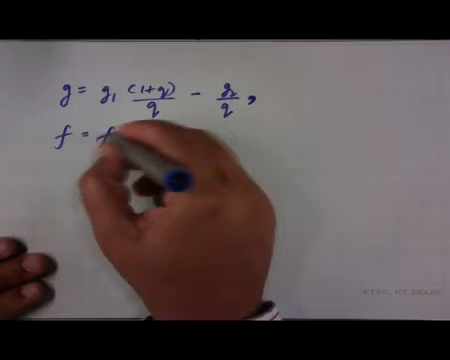 g = g₁ (1+q)/q - g₂/q,
f = f